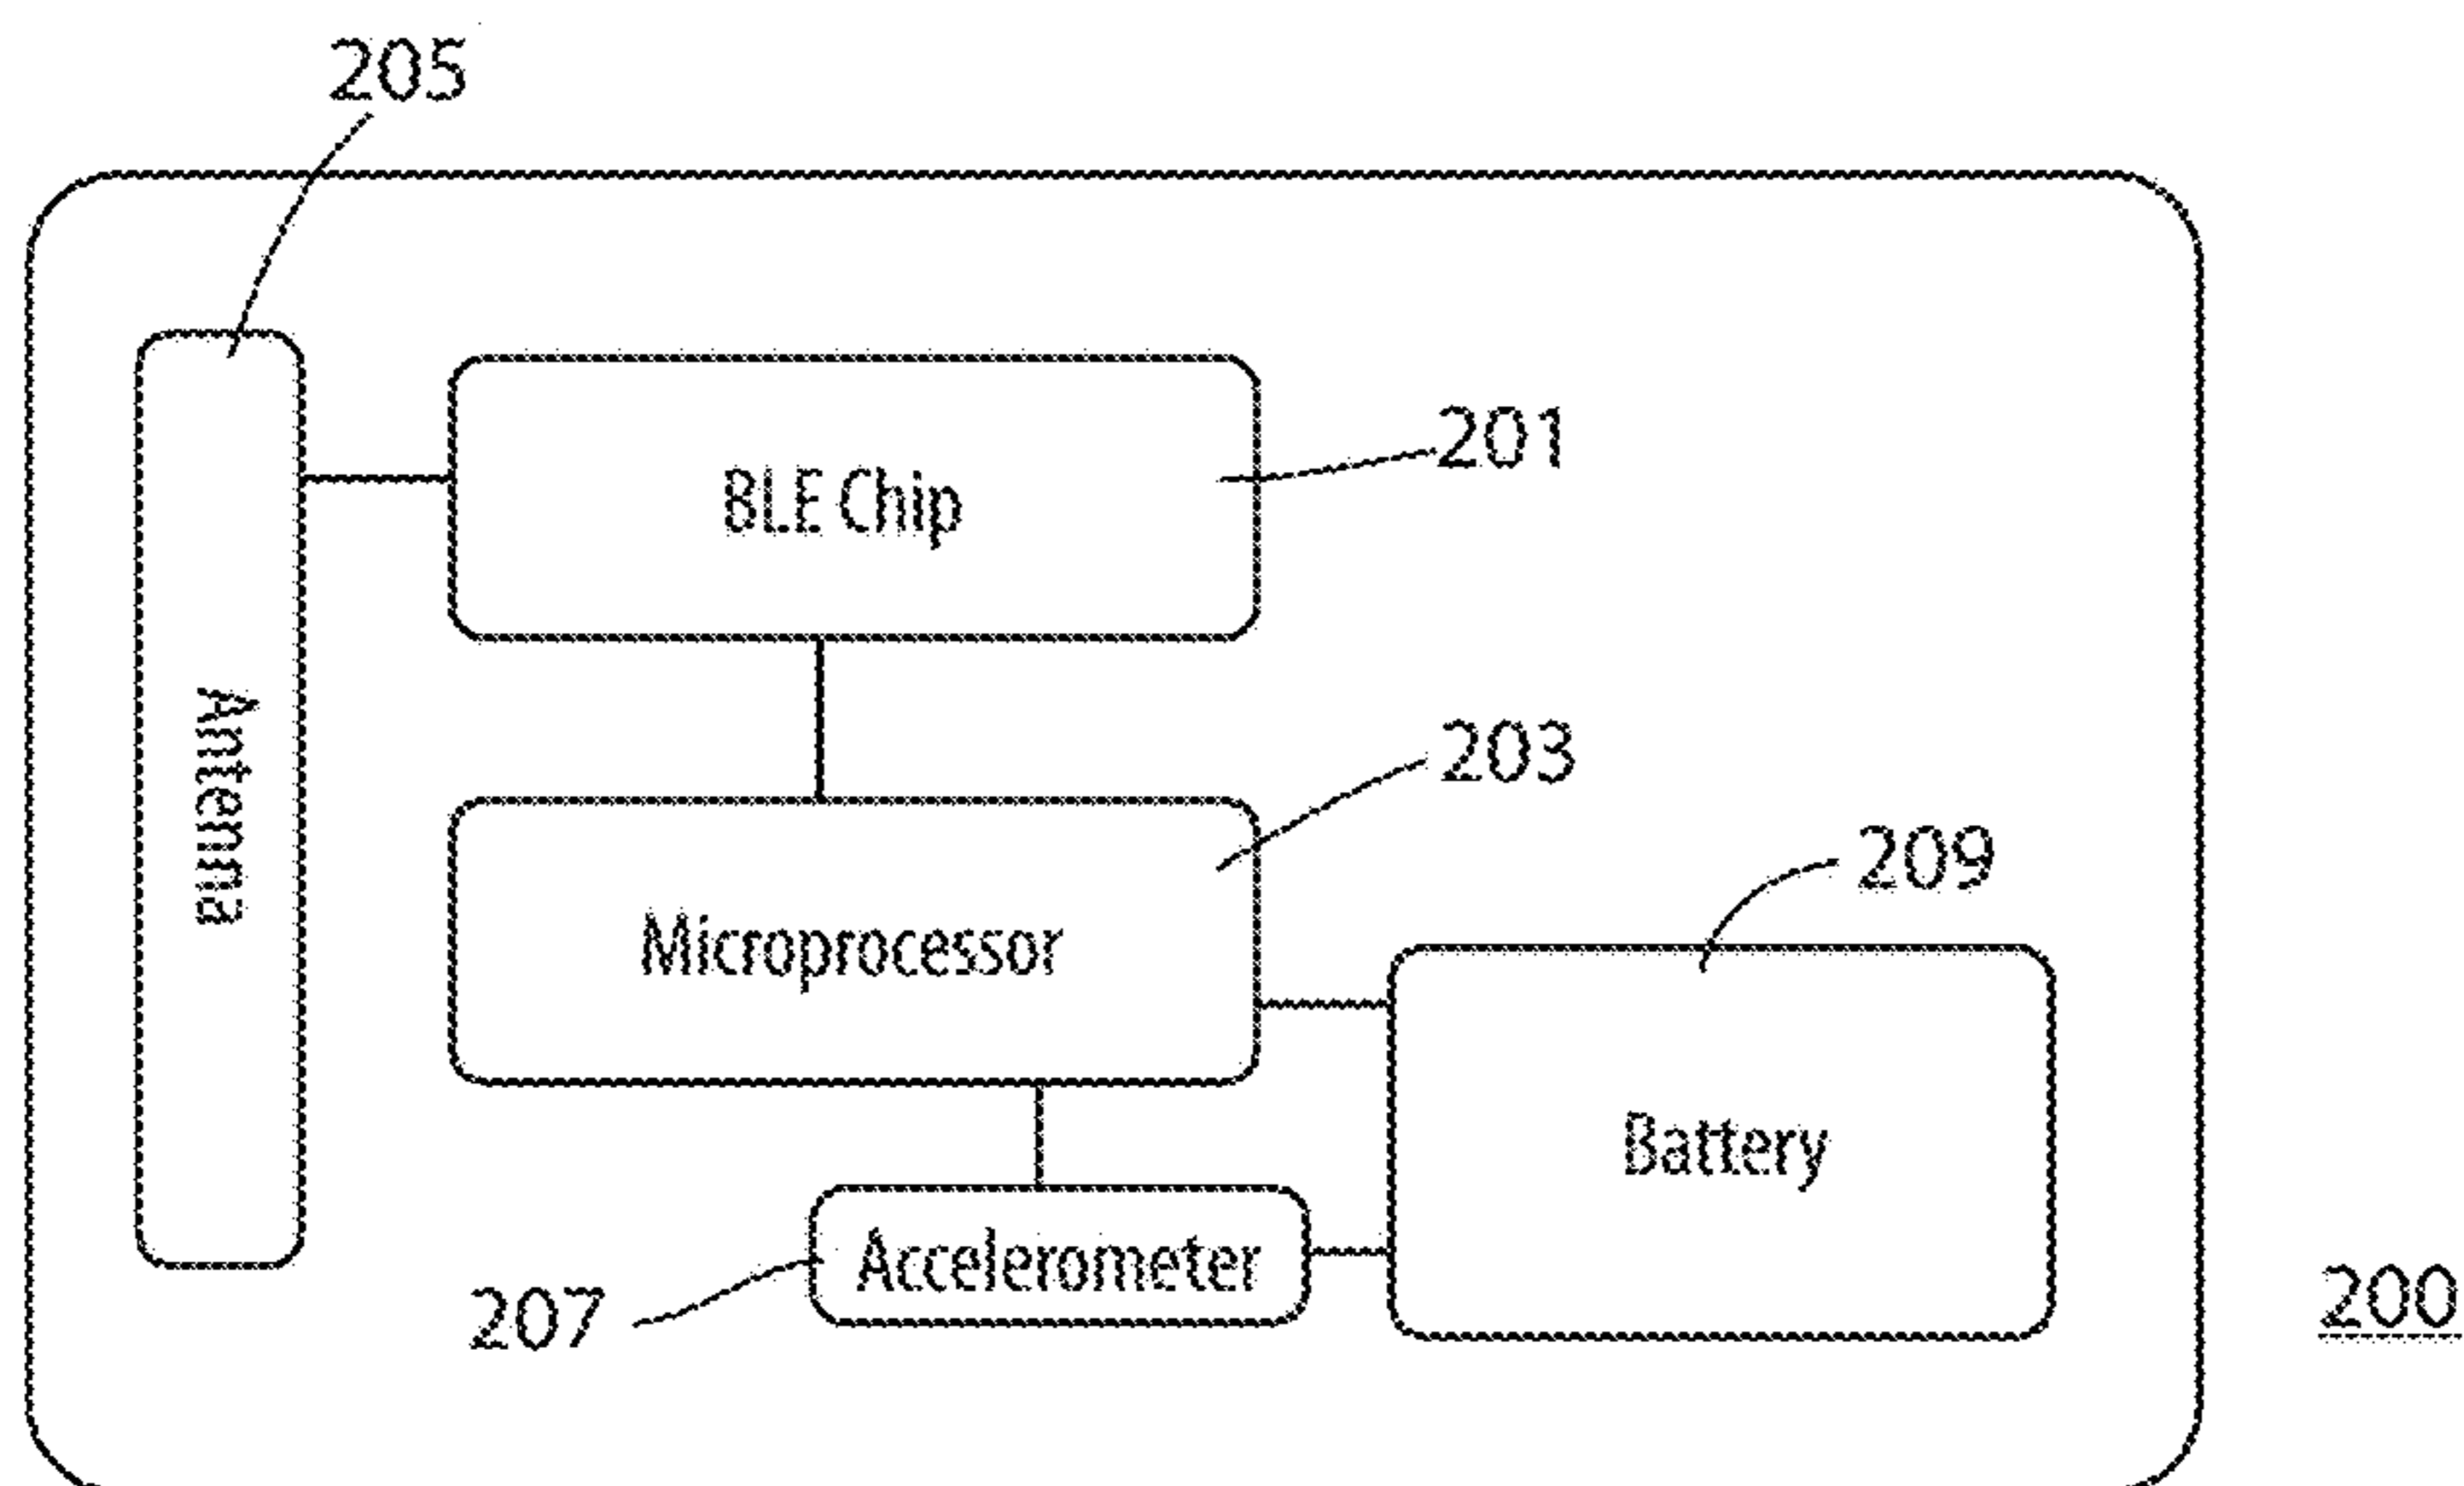 205
BLE Chip
201
Antenna
203
Microprocessor
209
Battery
Accelerometer
207
200